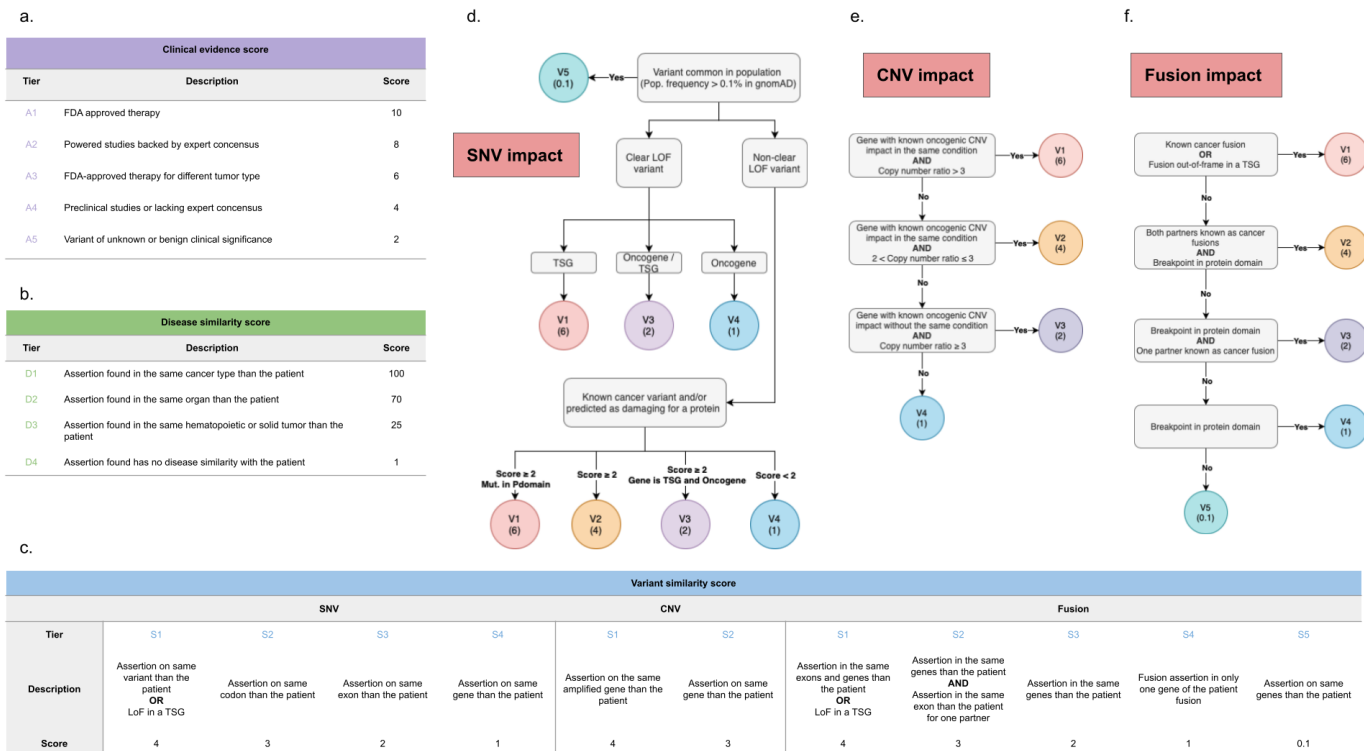 a.
Clinical evidence score
Tier Description Score
A1 FDA approved therapy 10
A2 Powered studies backed by expert concensus 8
A3 FDA-approved therapy for different tumor type 6
A4 Preclinical studies or lacking expert concensus 4
A5 Variant of unknown or benign clinical significance 2
b.
Disease similarity score
Tier Description Score
D1 Assertion found in the same cancer type than the patient 100
D2 Assertion found in the same organ than the patient 70
D3 Assertion found in the same hematopoietic or solid tumor than the
patient 25
D4 Assertion found has no disease similarity with the patient 1
d.
SNV impact
Variant common in population
(Pop. frequency > 0.1% in gnomAD)
Yes
V5
(0.1)
Clear LOF
variant
Non-clear
LOF variant
TSG
Oncogene /
TSG
Oncogene
V1
(6)
V3
(2)
V4
(1)
Known cancer variant and/or
predicted as damaging for a protein
Score ≥ 2
Mut. in Pdomain
Score ≥ 2
Score ≥ 2
Gene is TSG and Oncogene
Score < 2
V1
(6)
V2
(4)
V3
(2)
V4
(1)
e.
CNV impact
Gene with known oncogenic CNV
impact in the same condition
AND
Copy number ratio > 3
Yes
V1
(6)
No
Gene with known oncogenic CNV
impact in the same condition
AND
2 < Copy number ratio ≤ 3
Yes
V2
(4)
No
Gene with known oncogenic CNV
impact without the same condition
AND
Copy number ratio ≥ 3
Yes
V3
(2)
No
V4
(1)
f.
Fusion impact
Known cancer fusion
OR
Fusion out-of-frame in a TSG
Yes
V1
(6)
No
Both partners known as cancer
fusions
AND
Breakpoint in protein domain
Yes
V2
(4)
No
Breakpoint in protein domain
AND
One partner known as cancer fusion
Yes
V3
(2)
No
Breakpoint in protein domain
Yes
V4
(1)
No
V5
(0.1)
c.
Variant similarity score
SNV CNV Fusion
Tier S1 S2 S3 S4 S1 S2 S1 S2 S3 S4 S5
Description
Assertion on same
variant than the
patient
OR
LoF in a TSG
Assertion on same
codon than the patient
Assertion on same
exon than the patient
Assertion on same
gene than the patient
Assertion on the same
amplified gene than the
patient
Assertion on same
gene than the patient
Assertion in the same
exons and genes than
the patient
OR
LoF in a TSG
Assertion in the same
genes than the patient
AND
Assertion in the same
exon than the patient
for one partner
Assertion in the same
genes than the patient
Fusion assertion in only
one gene of the patient
fusion
Assertion on same
genes than the patient
Score 4 3 2 1 4 3 4 3 2 1 0.1